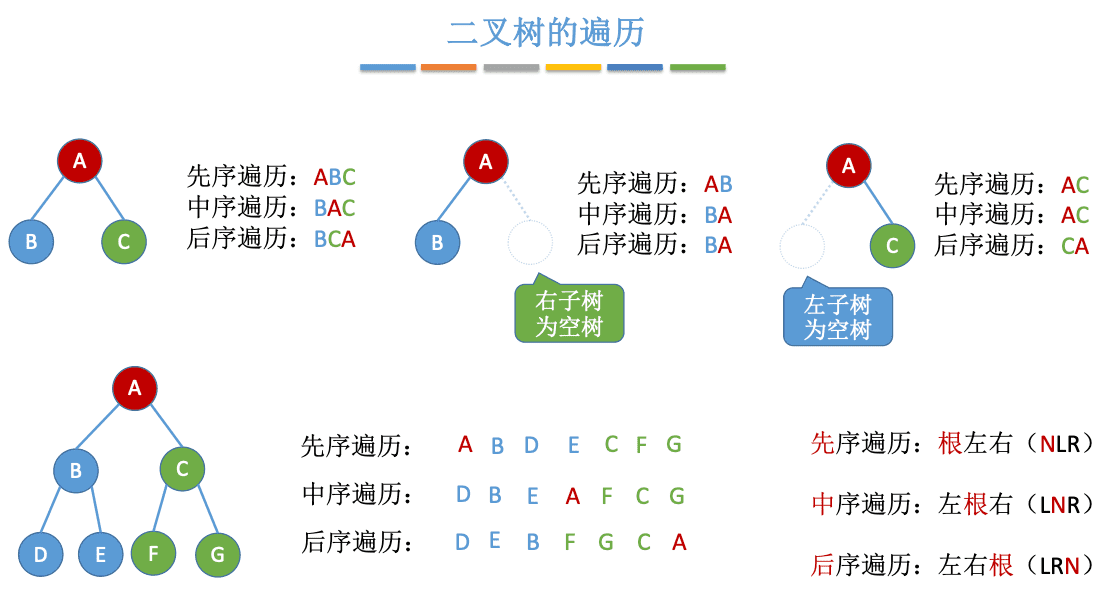 二叉树的遍历
A
B
C
先序遍历：ABC
中序遍历：BAC
后序遍历：BCA
A
B
右子树
为空树
先序遍历：AB
中序遍历：BA
后序遍历：BA
A
C
左子树
为空树
先序遍历：AC
中序遍历：AC
后序遍历：CA
A
B
C
D
E
F
G
先序遍历： A B D E C F G
中序遍历： D B E A F C G
后序遍历： D E B F G C A
先序遍历：根左右（NLR）
中序遍历：左根右（LNR）
后序遍历：左右根（LRN）